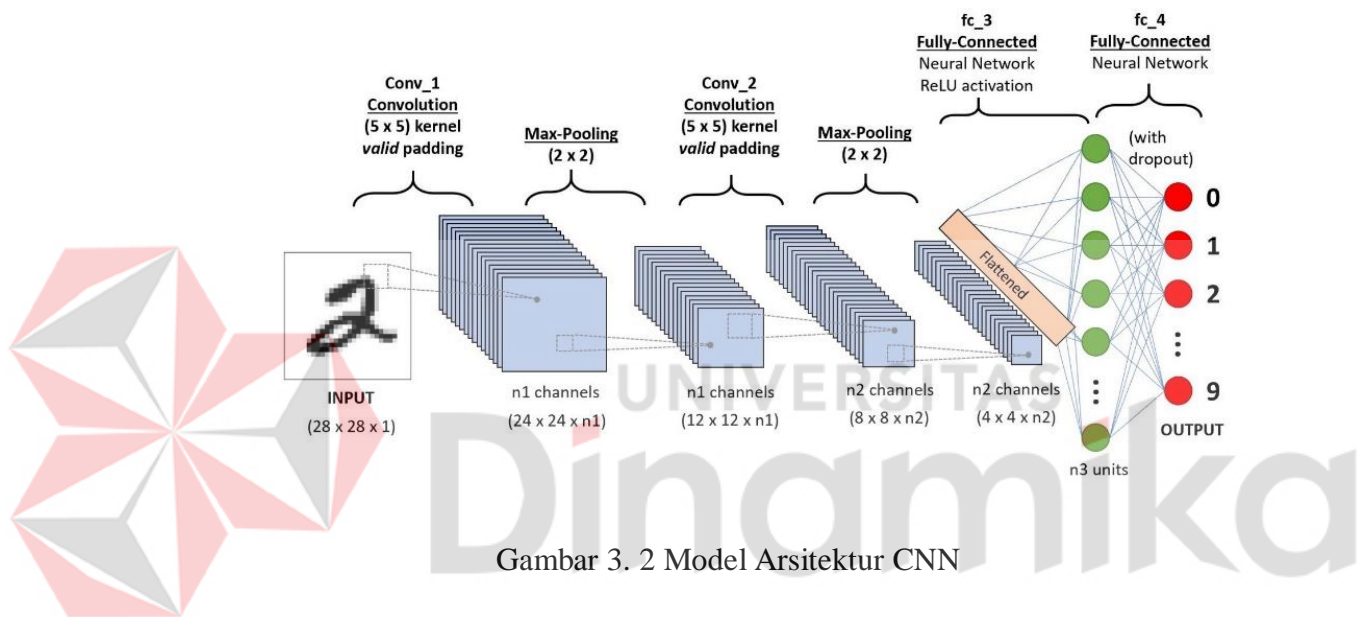 fc_3
Fully-Connected
Neural Network
ReLU activation
fc_4
Fully-Connected
Neural Network
Conv_1
Convolution
(5 x 5) kernel
valid padding
Max-Pooling
(2 x 2)
Conv_2
Convolution
(5 x 5) kernel
valid padding
Max-Pooling
(2 x 2)
(with
dropout)
Flattened
0
1
2
9
OUTPUT
INPUT
(28 x 28 x 1)
n1 channels
(24 x 24 x n1)
n1 channels
(12 x 12 x n1)
n2 channels
(8 x 8 x n2)
n2 channels
(4 x 4 x n2)
n3 units
UNIVERSITAS
Dinamika
Gambar 3. 2 Model Arsitektur CNN